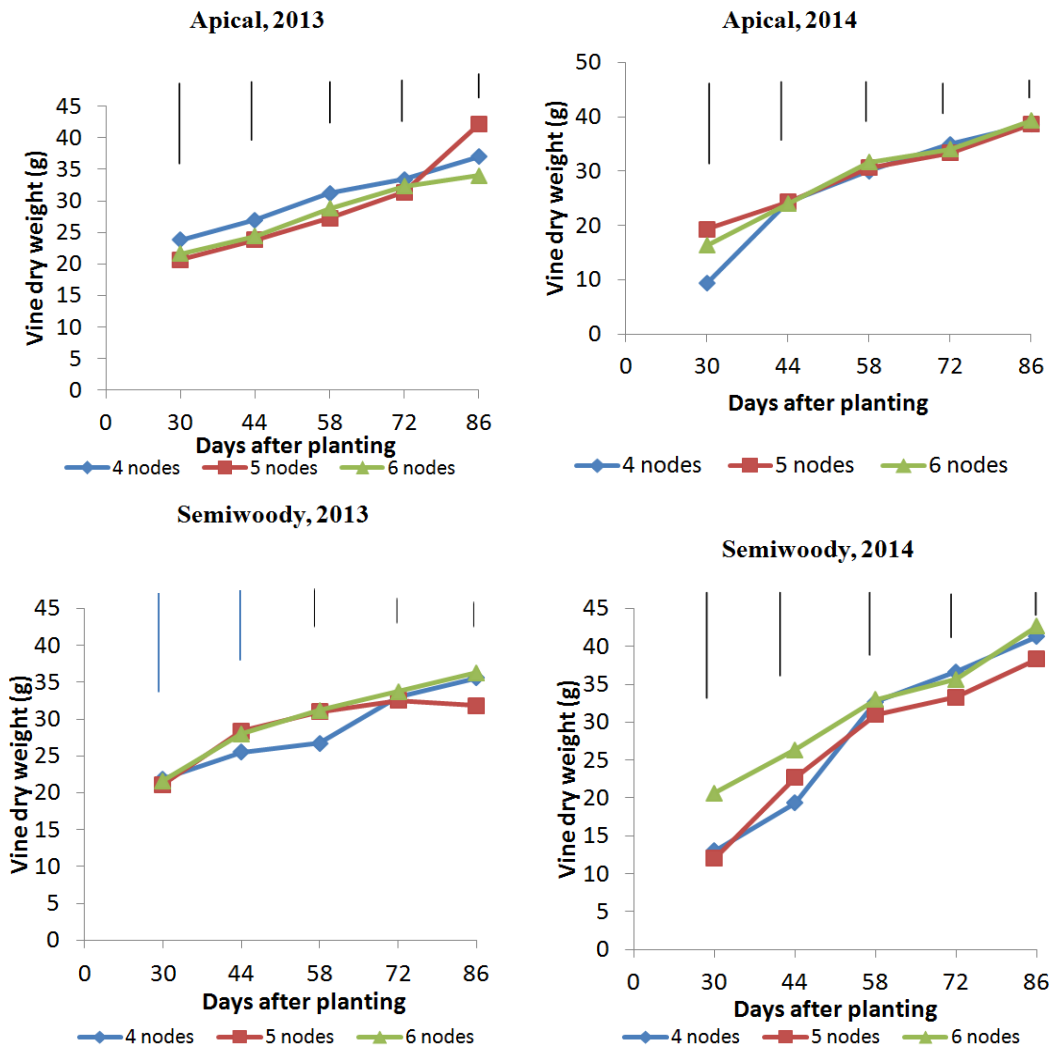 Apical, 2013
Vine dry weight (g)
45
40
35
30
25
20
15
10
5
0
0 30 44 58 72 86
Days after planting
4 nodes 5 nodes 6 nodes
Apical, 2014
Vine dry weight (g)
50
40
30
20
10
0
0 30 44 58 72 86
Days after planting
4 nodes 5 nodes 6 nodes
Semiwoody, 2013
Vine dry weight (g)
45
40
35
30
25
20
15
10
5
0
0 30 44 58 72 86
Days after planting
4 nodes 5 nodes 6 nodes
Semiwoody, 2014
Vine dry weight (g)
45
40
35
30
25
20
15
10
5
0
0 30 44 58 72 86
Days after planting
4 nodes 5 nodes 6 nodes